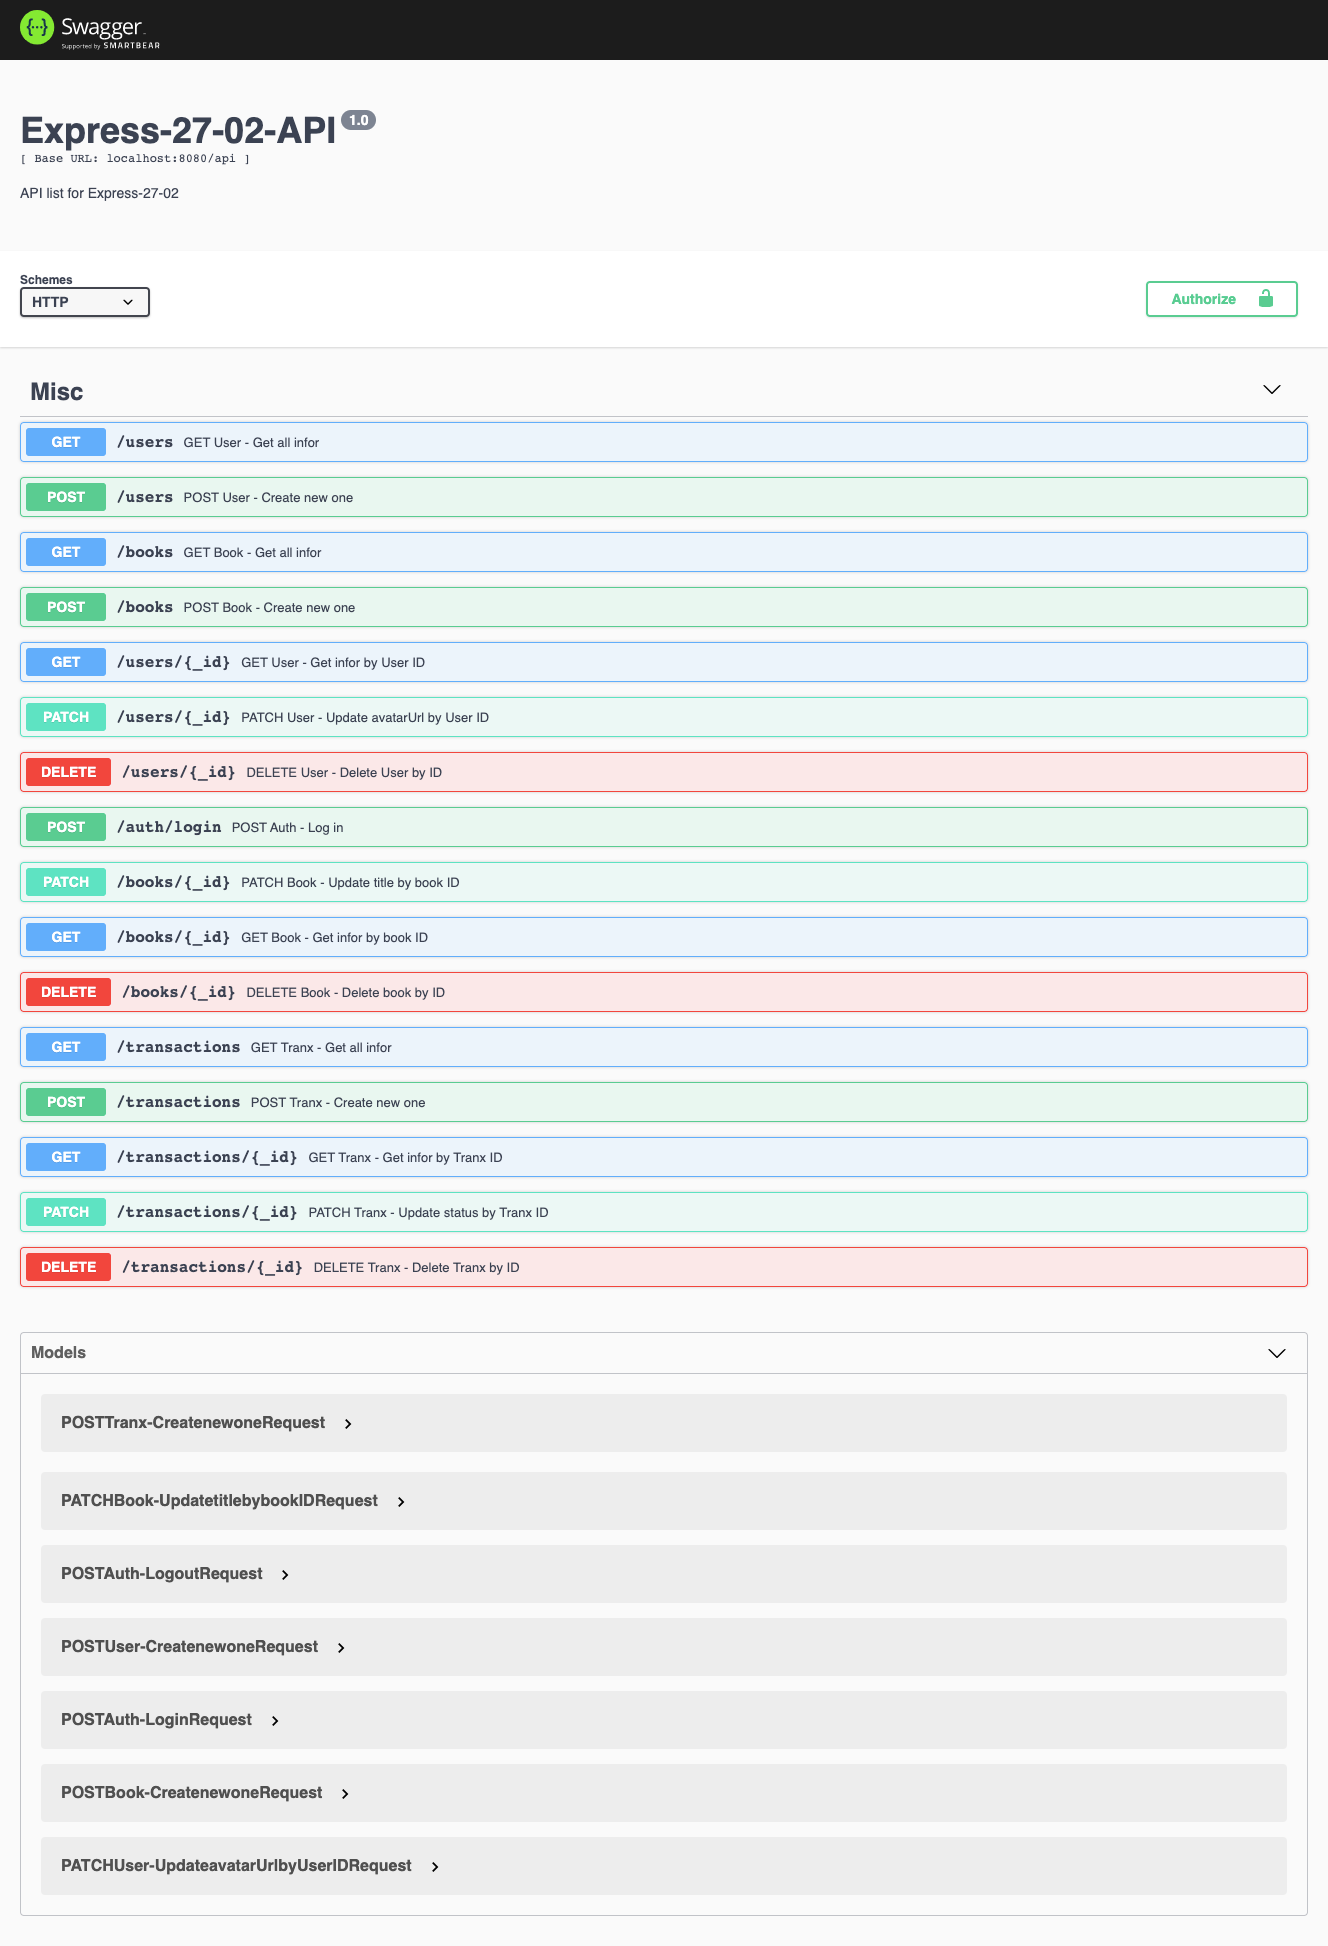 Swagger
Supported by SMARTBEAR
Express-27-02-API 1.0
[ Base URL: localhost:8080/api ]
API list for Express-27-02
Schemes
HTTP
Authorize
Misc
GET /users GET User - Get all infor
POST /users POST User - Create new one
GET /books GET Book - Get all infor
POST /books POST Book - Create new one
GET /users/{_id} GET User - Get infor by User ID
PATCH /users/{_id} PATCH User - Update avatarUrl by User ID
DELETE /users/{_id} DELETE User - Delete User by ID
POST /auth/login POST Auth - Log in
PATCH /books/{_id} PATCH Book - Update title by book ID
GET /books/{_id} GET Book - Get infor by book ID
DELETE /books/{_id} DELETE Book - Delete book by ID
GET /transactions GET Tranx - Get all infor
POST /transactions POST Tranx - Create new one
GET /transactions/{_id} GET Tranx - Get infor by Tranx ID
PATCH /transactions/{_id} PATCH Tranx - Update status by Tranx ID
DELETE /transactions/{_id} DELETE Tranx - Delete Tranx by ID
Models
POSTTranx-CreatenewoneRequest
PATCHBook-UpdatetitlebybookIDRequest
POSTAuth-LogoutRequest
POSTUser-CreatenewoneRequest
POSTAuth-LoginRequest
POSTBook-CreatenewoneRequest
PATCHUser-UpdateavatarUrlbyUserIDRequest